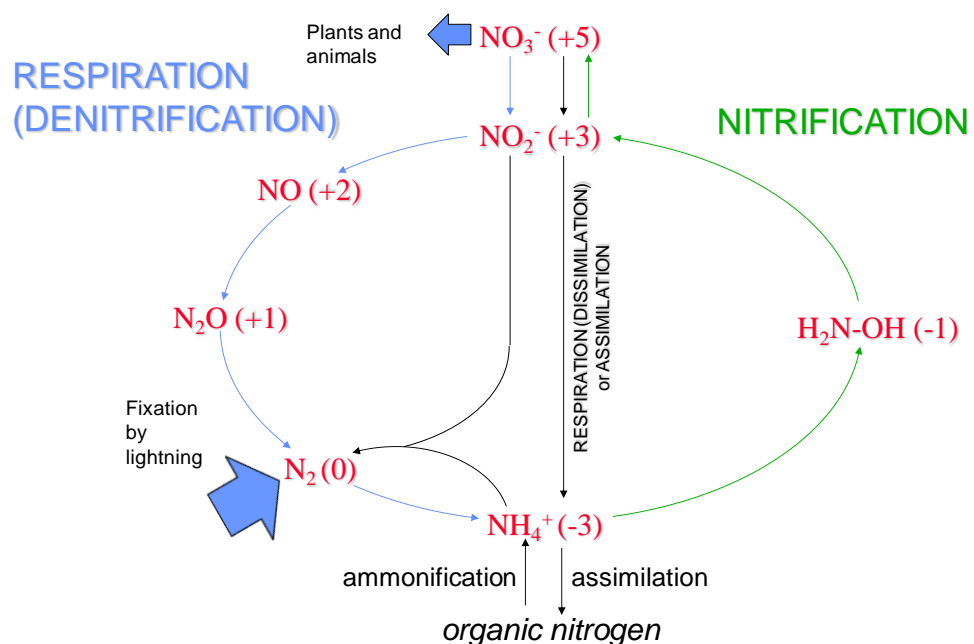 Plants and
animals
NO₃⁻ (+5)
RESPIRATION
(DENITRIFICATION)
NO₂⁻ (+3)
NITRIFICATION
NO (+2)
N₂O (+1)
RESPIRATION (DISSIMILATION)
or ASSIMILATION
H₂N-OH (-1)
Fixation
by
lightning
N₂ (0)
NH₄⁺ (-3)
ammonification
assimilation
organic nitrogen